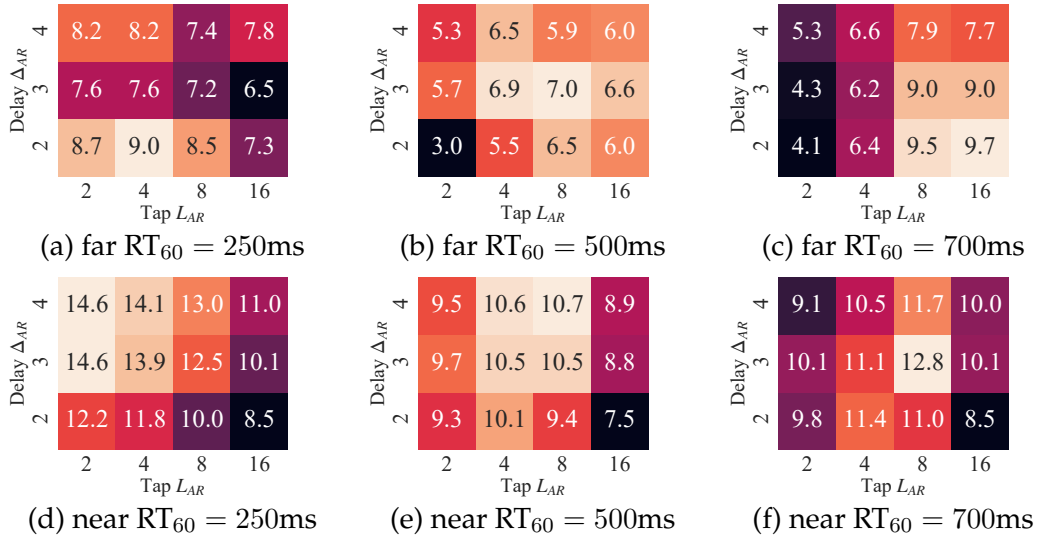 Delay Δ_AR
4
8.2 8.2 7.4 7.8
3
7.6 7.6 7.2 6.5
2
8.7 9.0 8.5 7.3
2 4 8 16
Tap L_AR
(a) far RT₆₀ = 250ms
Delay Δ_AR
4
5.3 6.5 5.9 6.0
3
5.7 6.9 7.0 6.6
2
3.0 5.5 6.5 6.0
2 4 8 16
Tap L_AR
(b) far RT₆₀ = 500ms
Delay Δ_AR
4
5.3 6.6 7.9 7.7
3
4.3 6.2 9.0 9.0
2
4.1 6.4 9.5 9.7
2 4 8 16
Tap L_AR
(c) far RT₆₀ = 700ms
Delay Δ_AR
4
14.6 14.1 13.0 11.0
3
14.6 13.9 12.5 10.1
2
12.2 11.8 10.0 8.5
2 4 8 16
Tap L_AR
(d) near RT₆₀ = 250ms
Delay Δ_AR
4
9.5 10.6 10.7 8.9
3
9.7 10.5 10.5 8.8
2
9.3 10.1 9.4 7.5
2 4 8 16
Tap L_AR
(e) near RT₆₀ = 500ms
Delay Δ_AR
4
9.1 10.5 11.7 10.0
3
10.1 11.1 12.8 10.1
2
9.8 11.4 11.0 8.5
2 4 8 16
Tap L_AR
(f) near RT₆₀ = 700ms